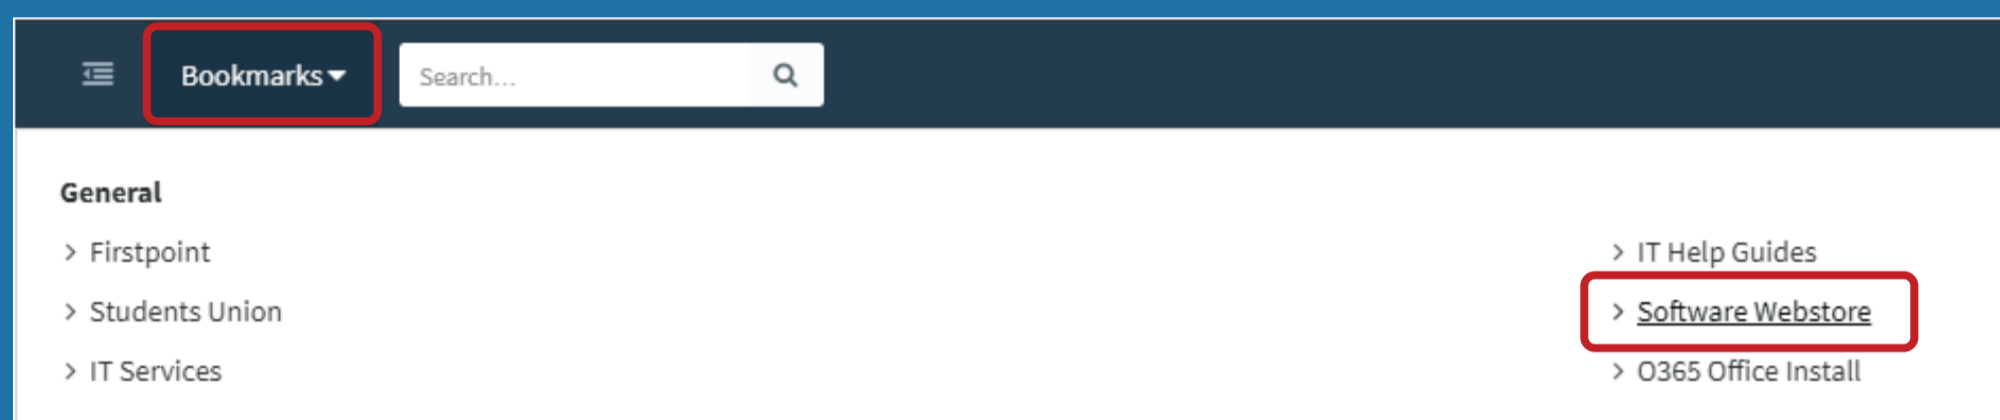 Bookmarks
Search...
General
Firstpoint
Students Union
IT Services
IT Help Guides
Software Webstore
O365 Office Install